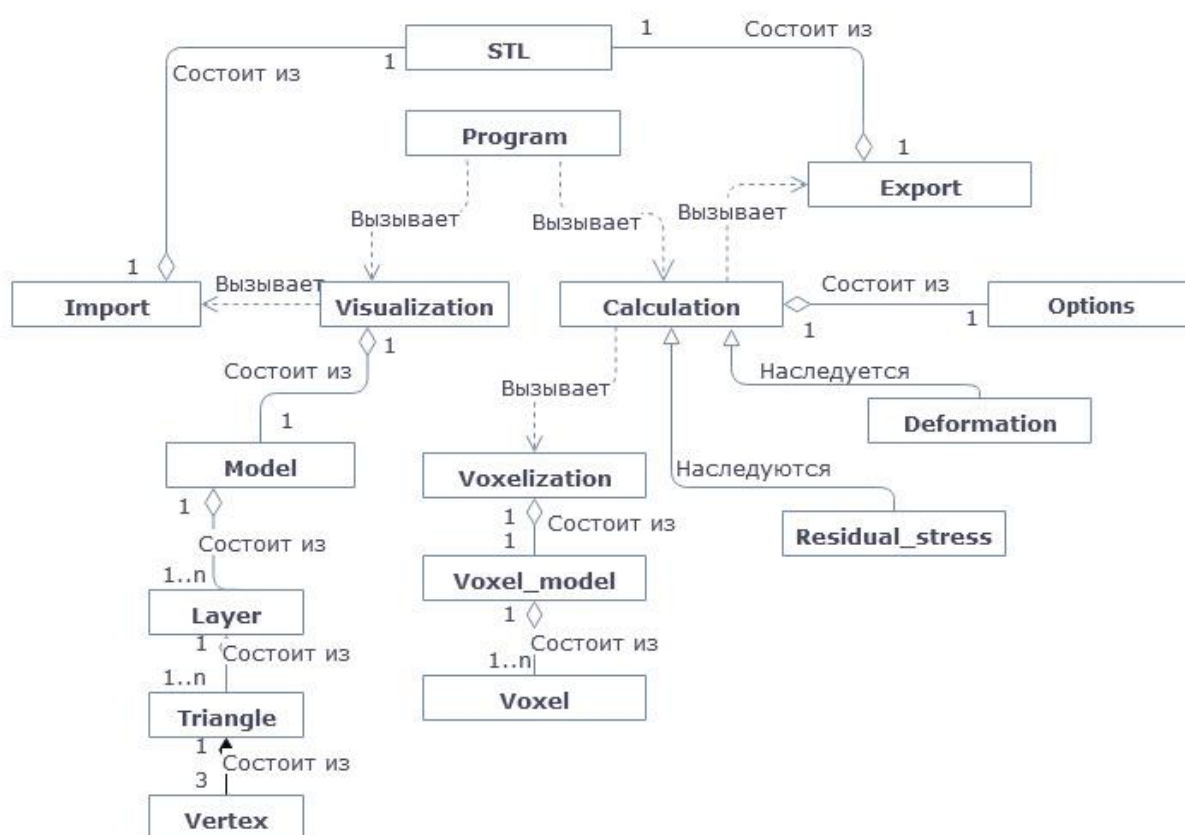 1
Состоит из
STL
1
Состоит из
Program
1
Export
Вызывает
Вызывает
Вызывает
1
Вызывает
Состоит из
Import
Visualization
Calculation
Options
1
1
1
Состоит из
Наследуется
Вызывает
1
Deformation
Model
Наследуются
Voxelization
1
1
Состоит из
Состоит из
1
Residual_stress
1..n
Voxel_model
Layer
1
1
Состоит из
Состоит из
1..n
1..n
Voxel
Triangle
1
Состоит из
3
Vertex